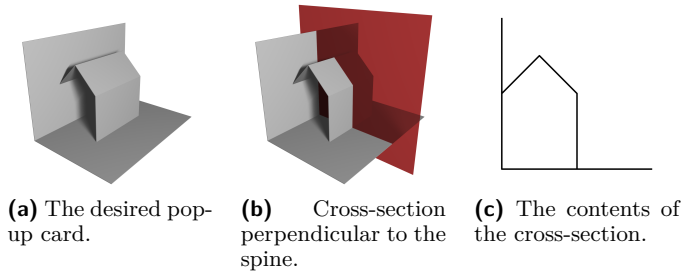 (a) The desired pop-
up card.
(b) Cross-section
perpendicular to the
spine.
(c) The contents of
the cross-section.